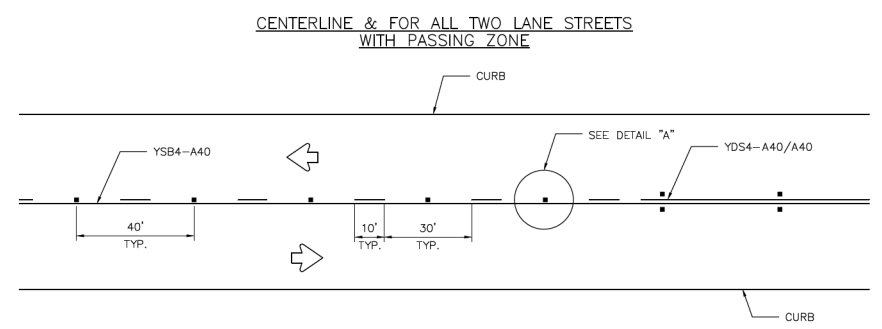 CENTERLINE & FOR ALL TWO LANE STREETS
WITH PASSING ZONE
CURB
SEE DETAIL "A"
YSB4-A40
YDS4-A40/A40
40'
TYP.
10'
TYP.
30'
TYP.
CURB